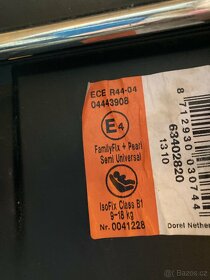 ECE R44-04
04443908
E4
FamilyFix + Pearl
Semi Universal
IsoFix Class B1
9-18 kg
Nr. 0041228
8 712930 030744
63402820
1310
Dorel Nether